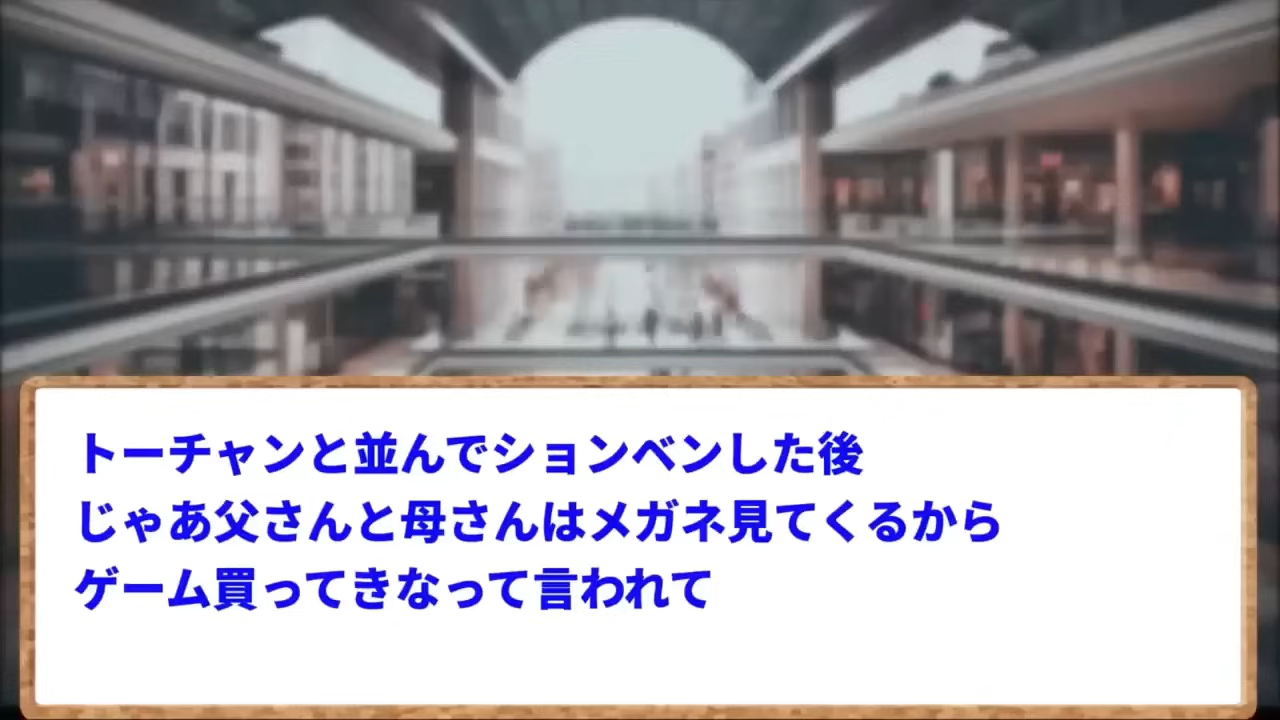 トーチャンと並んでションベンした後
じゃあ父さんと母さんはメガネ見てくるから
ゲーム買ってきなって言われて